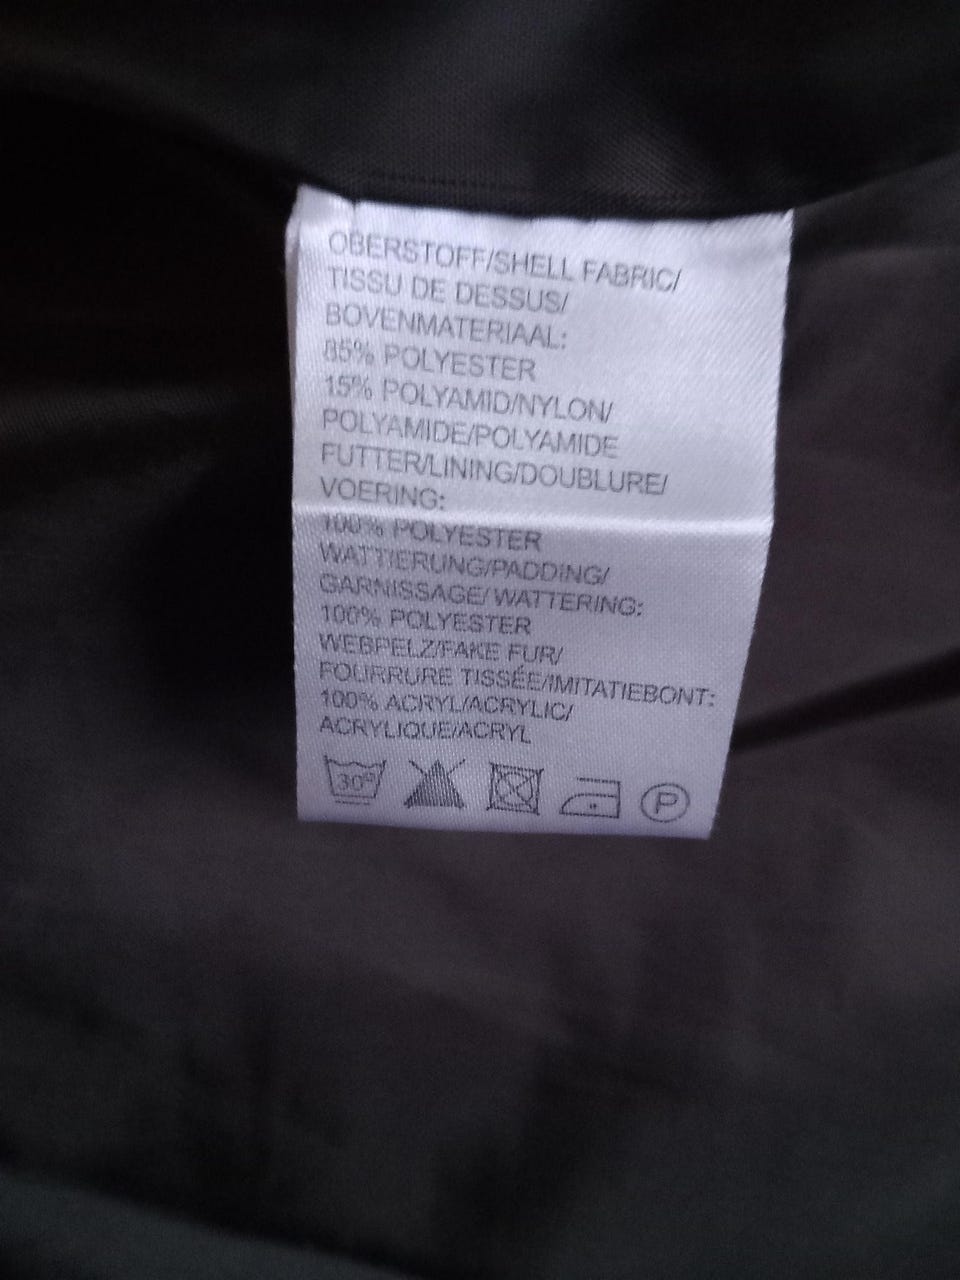 OBERSTOFF/SHELL FABRIC/
TISSU DE DESSUS/
BOVENMATERIAAL:
85% POLYESTER
15% POLYAMID/NYLON/
POLYAMIDE/POLYAMIDE
FUTTER/LINING/DOUBLURE/
VOERING:
100% POLYESTER
WATTIERUNG/PADDING/
GARNISSAGE/ WATTERING:
100% POLYESTER
WEBPELZ/FAKE FUR/
FOURRURE TISSÉE/IMITATIEBONT:
100% ACRYL/ACRYLIC/
ACRYLIQUE/ACRYL
30° P